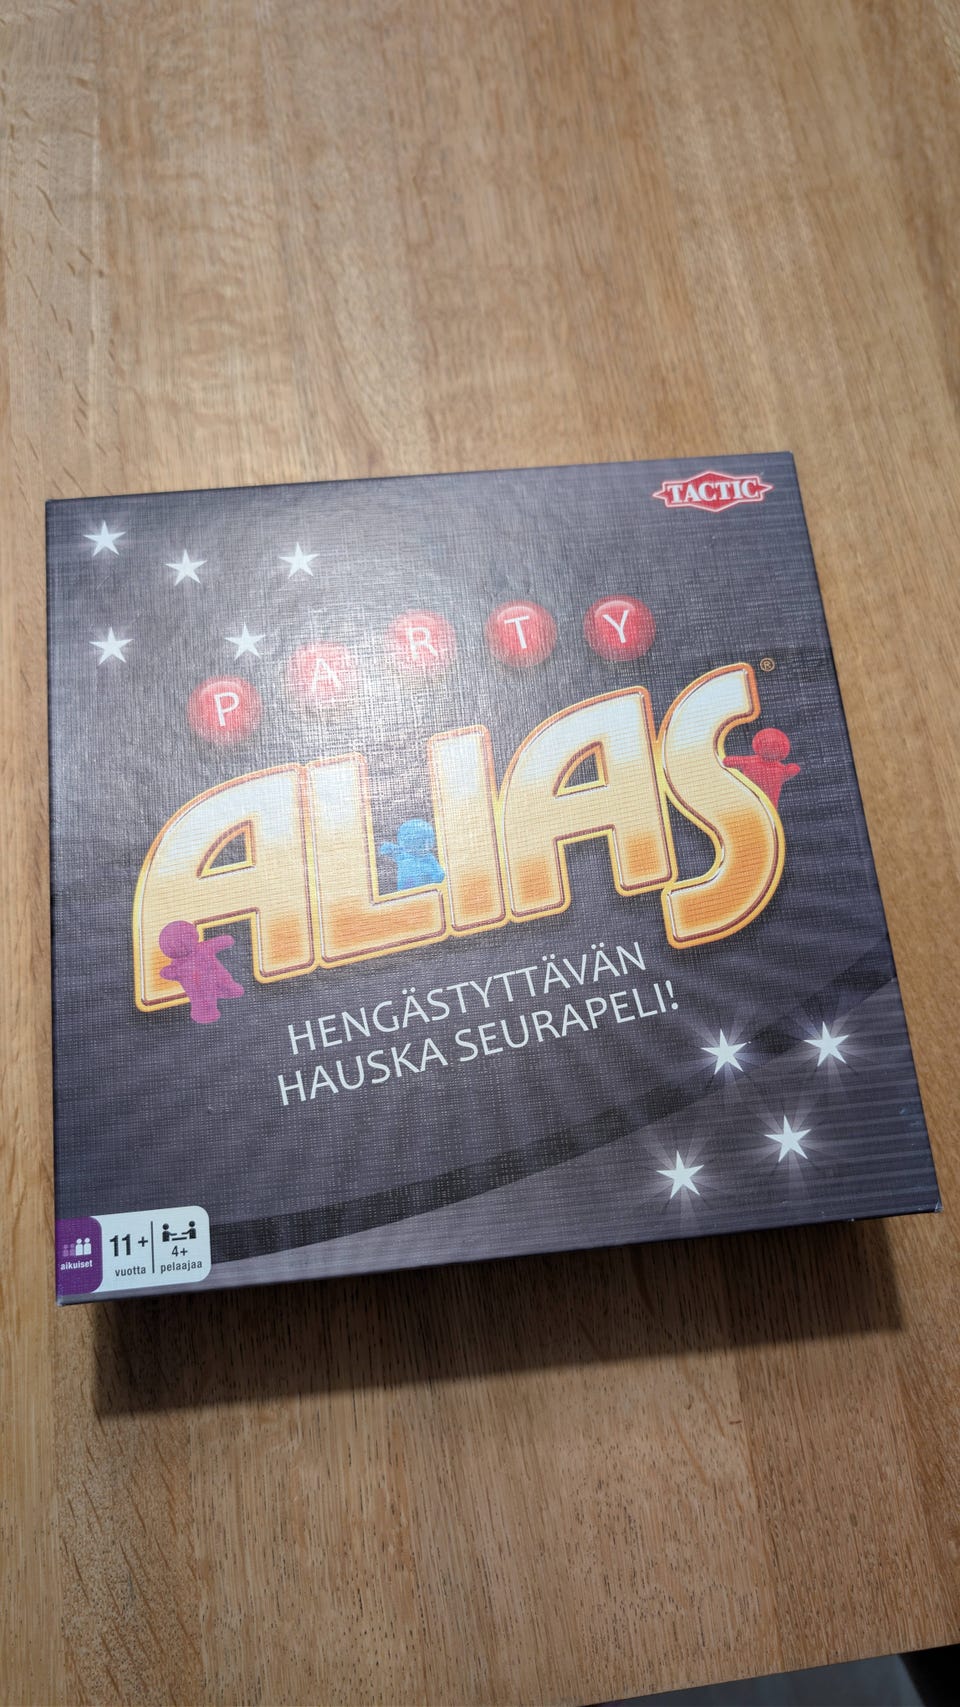 TACTIC
PARTY
ALIAS®
HENGÄSTYTTÄVÄN
HAUSKA SEURAPELI!
aikuiset
11+
vuotta
4+
pelaajaa